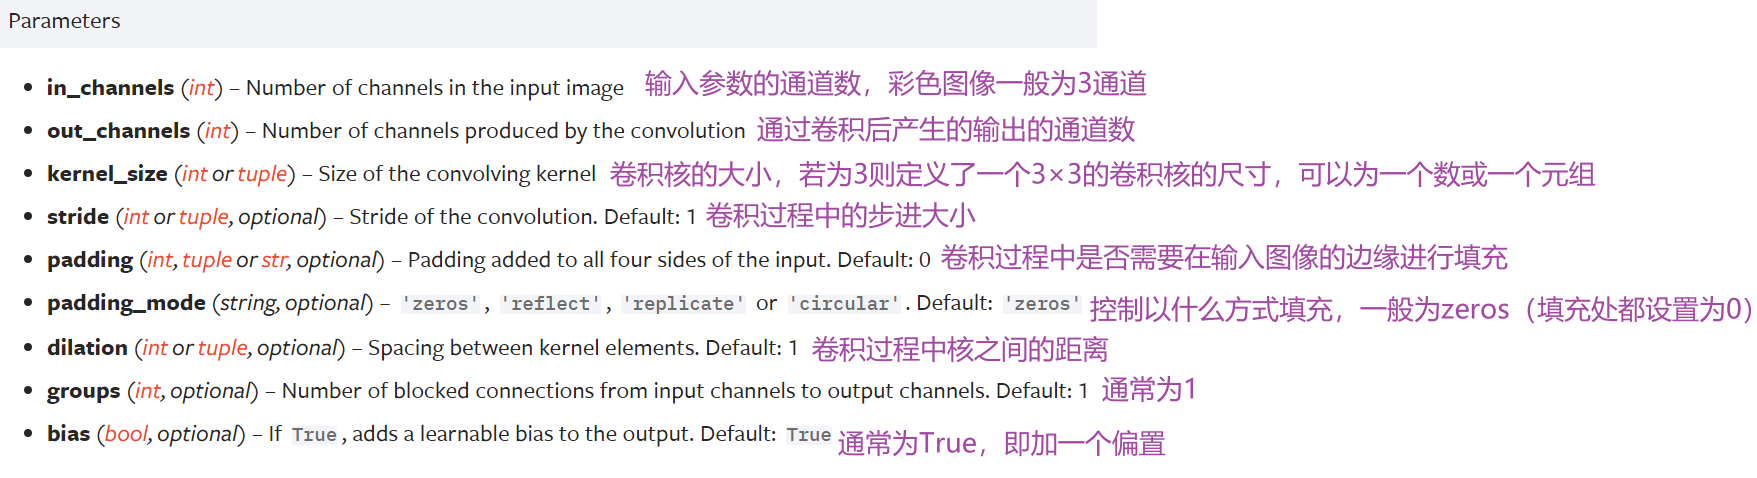 Parameters
• in_channels (int) – Number of channels in the input image 输入参数的通道数，彩色图像一般为3通道
• out_channels (int) – Number of channels produced by the convolution 通过卷积后产生的输出的通道数
• kernel_size (int or tuple) – Size of the convolving kernel 卷积核的大小，若为3则定义了一个3×3的卷积核的尺寸，可以为一个数或一个元组
• stride (int or tuple, optional) – Stride of the convolution. Default: 1 卷积过程中的步进大小
• padding (int, tuple or str, optional) – Padding added to all four sides of the input. Default: 0 卷积过程中是否需要在输入图像的边缘进行填充
• padding_mode (string, optional) – 'zeros', 'reflect', 'replicate' or 'circular'. Default: 'zeros' 控制以什么方式填充，一般为zeros（填充处都设置为0）
• dilation (int or tuple, optional) – Spacing between kernel elements. Default: 1 卷积过程中核之间的距离
• groups (int, optional) – Number of blocked connections from input channels to output channels. Default: 1 通常为1
• bias (bool, optional) – If True, adds a learnable bias to the output. Default: True 通常为True，即加一个偏置